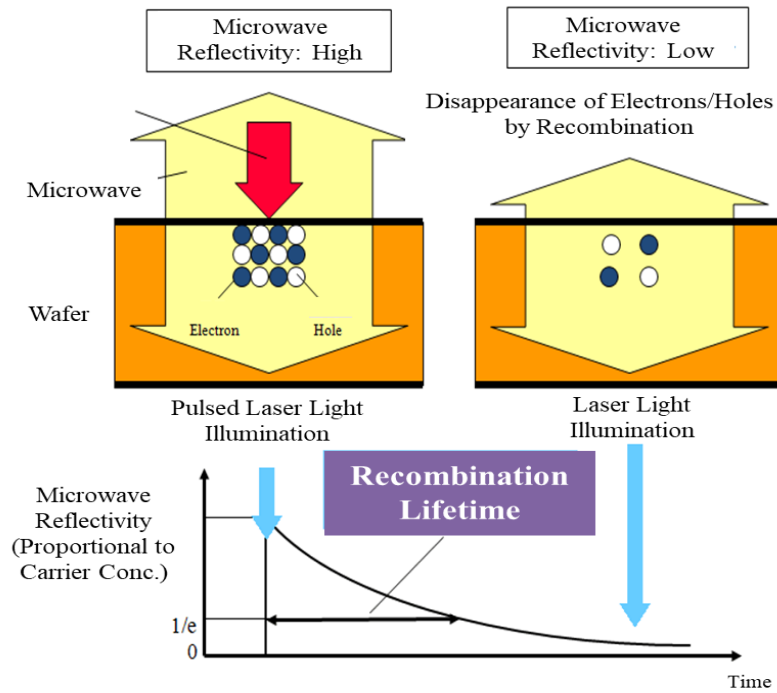 Microwave
Reflectivity: High
Microwave
Reflectivity: Low
Disappearance of Electrons/Holes
by Recombination
Microwave
Wafer
Electron
Hole
Pulsed Laser Light
Illumination
Laser Light
Illumination
Recombination
Lifetime
Microwave
Reflectivity
(Proportional to
Carrier Conc.)
1/e
0
Time